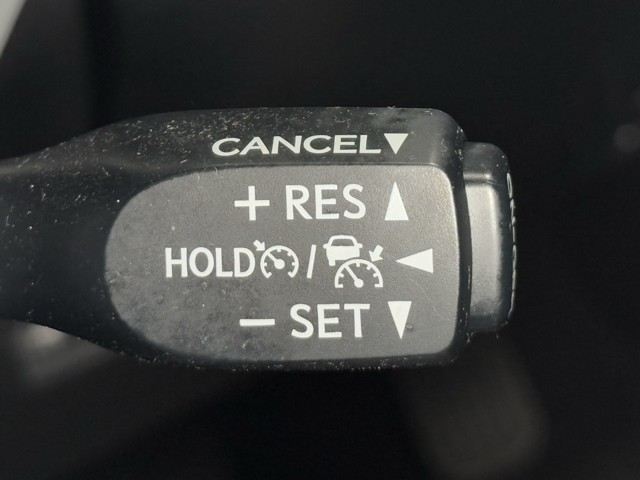 CANCEL▼
+ RES ▲
HOLD / ◀
− SET ▼